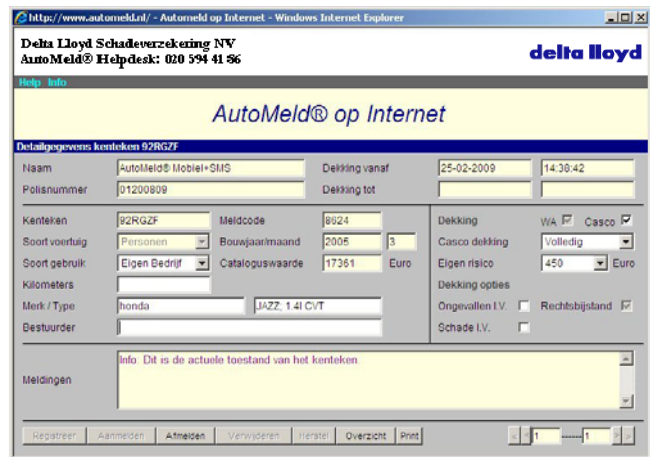 http://www.automeld.nl/ - Automeld op Internet - Windows Internet Explorer
Delta Lloyd Schadeverzekering NV
AutoMeld® Helpdesk: 020 594 41 86
delta lloyd
Help Info
AutoMeld® op Internet
Detailgegevens kenteken 92RGZF
Naam AutoMeld® Mobiel+SMS Dekking vanaf 25-02-2009 14:38:42
Polisnummer 01200809 Dekking tot
Kenteken 92RGZF Meldcode 8624 Dekking WA Casco
Soort voertuig Personen Bouwjaar/maand 2005 3 Casco dekking Volledig
Soort gebruik Eigen Bedrijf Cataloguswaarde 17361 Euro Eigen risico 450 Euro
Kilometers Dekking opties
Merk / Type honda JAZZ; 1.4I CVT Ongevallen I.V. Rechtsbijstand
Bestuurder Schade I.V.
Meldingen Info: Dit is de actuele toestand van het kenteken.
Registreer Aanmelden Afmelden Verwijderen Herstel Overzicht Print < < 1 ------ 1 > >